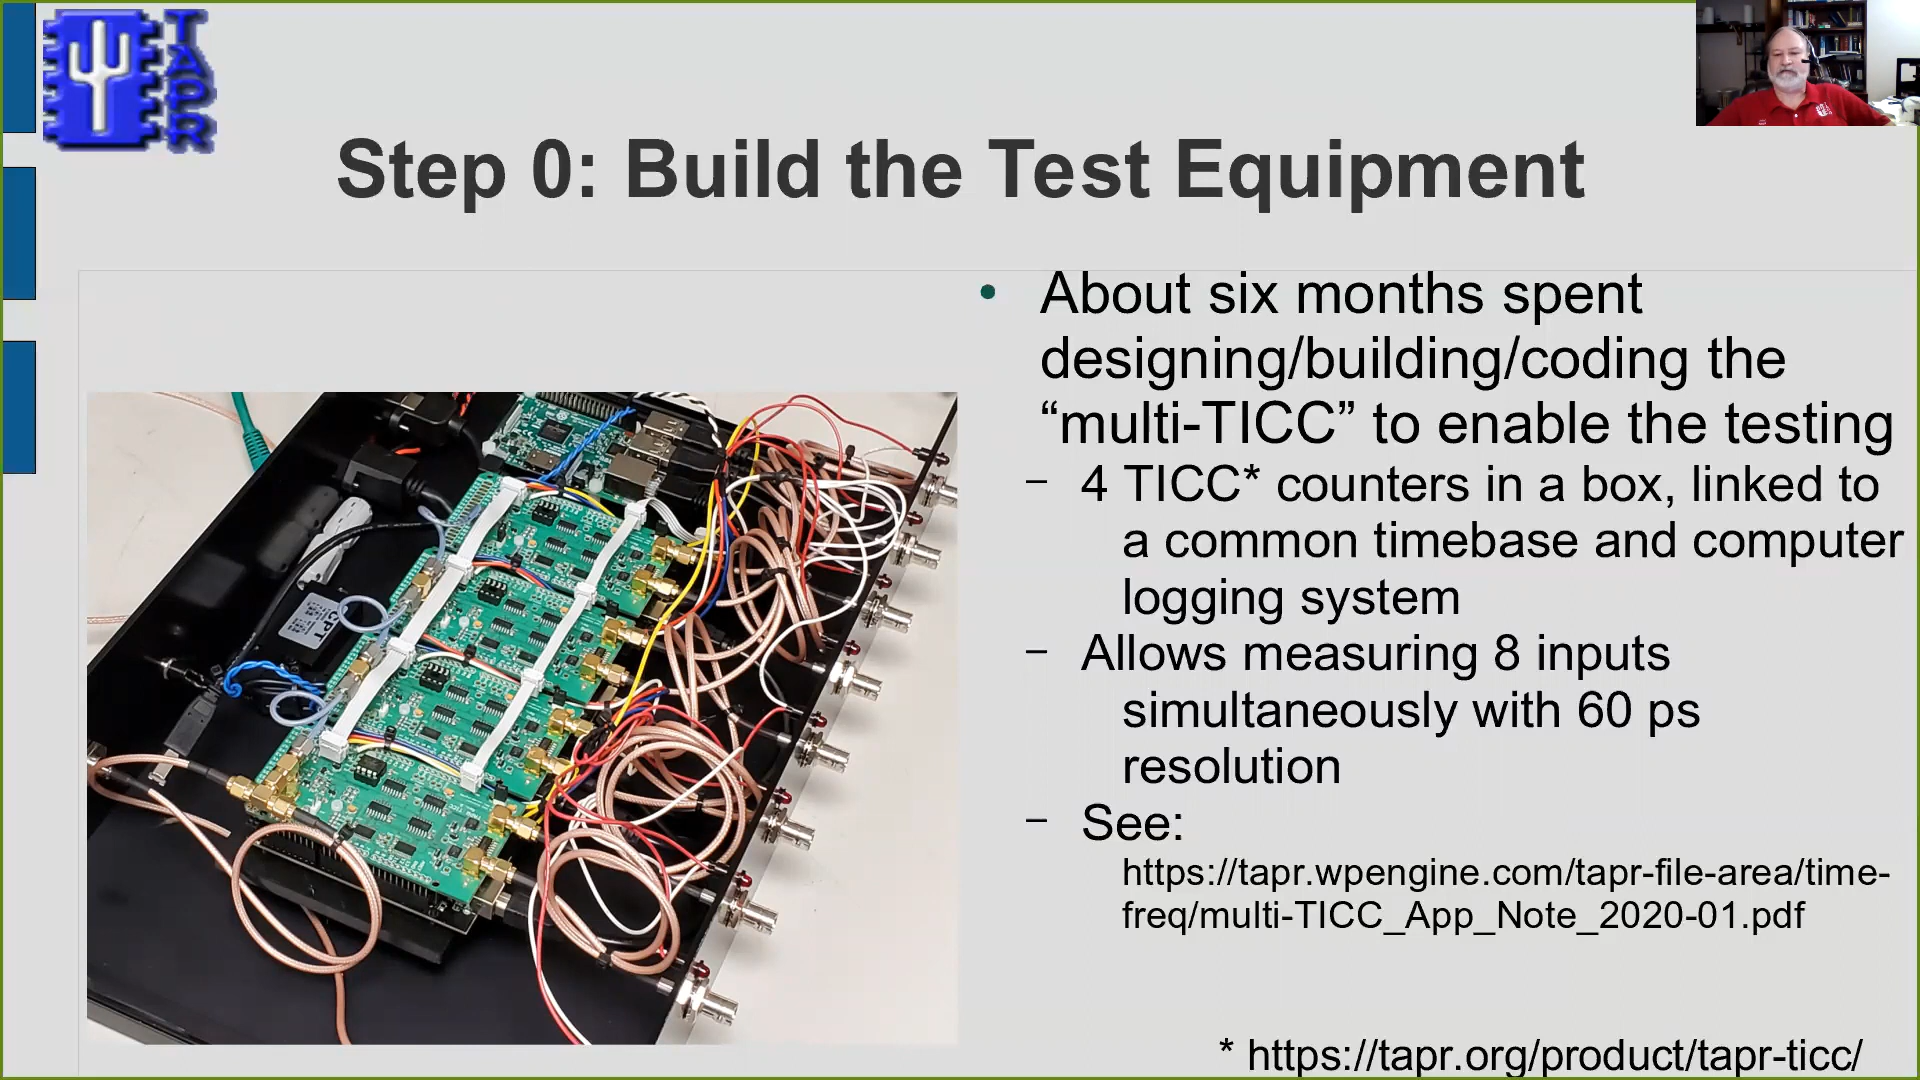 TAPR
Step 0: Build the Test Equipment
• About six months spent
designing/building/coding the
“multi-TICC” to enable the testing
– 4 TICC* counters in a box, linked to
a common timebase and computer
logging system
– Allows measuring 8 inputs
simultaneously with 60 ps
resolution
– See:
https://tapr.wpengine.com/tapr-file-area/time-
freq/multi-TICC_App_Note_2020-01.pdf
* https://tapr.org/product/tapr-ticc/